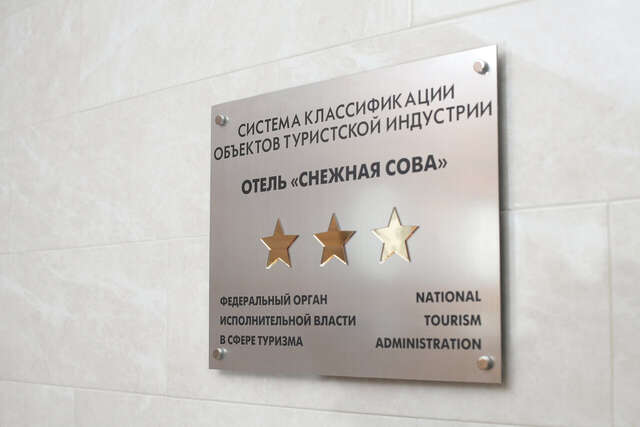 СИСТЕМА КЛАССИФИКАЦИИ
ОБЪЕКТОВ ТУРИСТСКОЙ ИНДУСТРИИ
ОТЕЛЬ «СНЕЖНАЯ СОВА»
ФЕДЕРАЛЬНЫЙ ОРГАН
ИСПОЛНИТЕЛЬНОЙ ВЛАСТИ
В СФЕРЕ ТУРИЗМА
NATIONAL
TOURISM
ADMINISTRATION